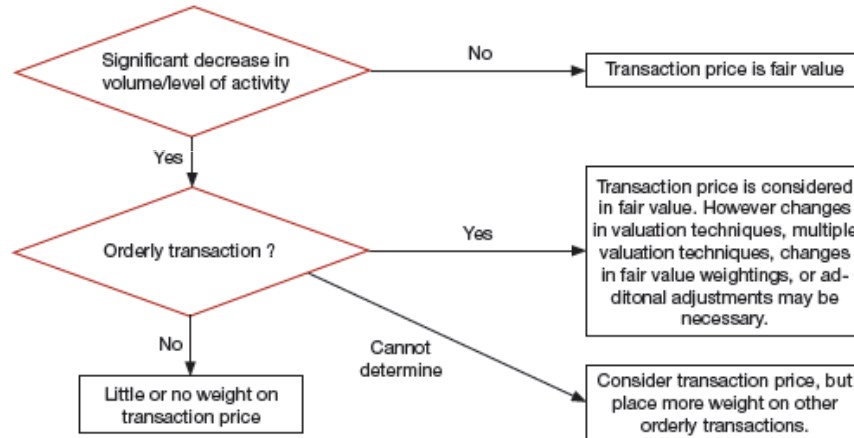 Significant decrease in
volume/level of activity
No
Transaction price is fair value
Yes
Orderly transaction ?
Yes
Transaction price is considered
in fair value. However changes
in valuation techniques, multiple
valuation techniques, changes
in fair value weightings, or ad-
ditonal adjustments may be
necessary.
No
Cannot
determine
Little or no weight on
transaction price
Consider transaction price, but
place more weight on other
orderly transactions.